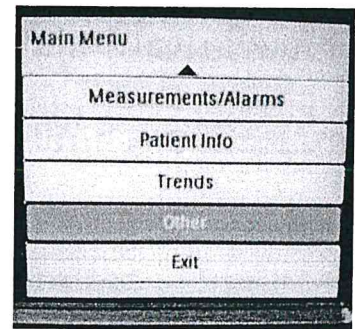 Main Menu
Measurements/Alarms
Patient Info
Trends
Other
Exit